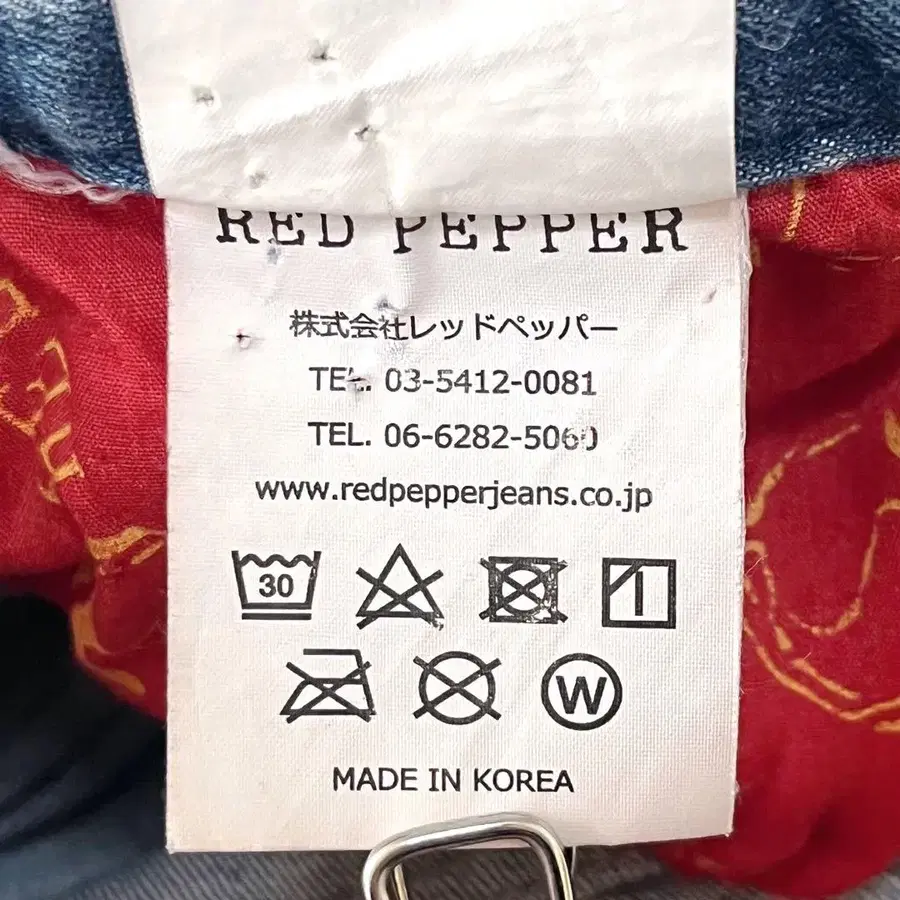 RED PEPPER
株式会社レッドペッパー
TEL. 03-5412-0081
TEL. 06-6282-5060
www.redpepperjeans.co.jp
30
W
MADE IN KOREA